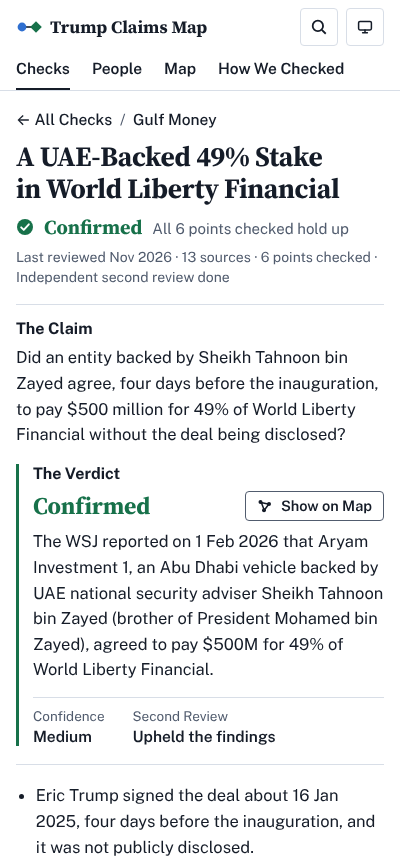 Trump Claims Map
Checks People Map How We Checked
← All Checks / Gulf Money
A UAE-Backed 49% Stake
in World Liberty Financial
Confirmed All 6 points checked hold up
Last reviewed Nov 2026 · 13 sources · 6 points checked ·
Independent second review done
The Claim
Did an entity backed by Sheikh Tahnoon bin
Zayed agree, four days before the inauguration,
to pay $500 million for 49% of World Liberty
Financial without the deal being disclosed?
The Verdict
Confirmed
Show on Map
The WSJ reported on 1 Feb 2026 that Aryam
Investment 1, an Abu Dhabi vehicle backed by
UAE national security adviser Sheikh Tahnoon
bin Zayed (brother of President Mohamed bin
Zayed), agreed to pay $500M for 49% of
World Liberty Financial.
Confidence Second Review
Medium Upheld the findings
• Eric Trump signed the deal about 16 Jan
2025, four days before the inauguration, and
it was not publicly disclosed.